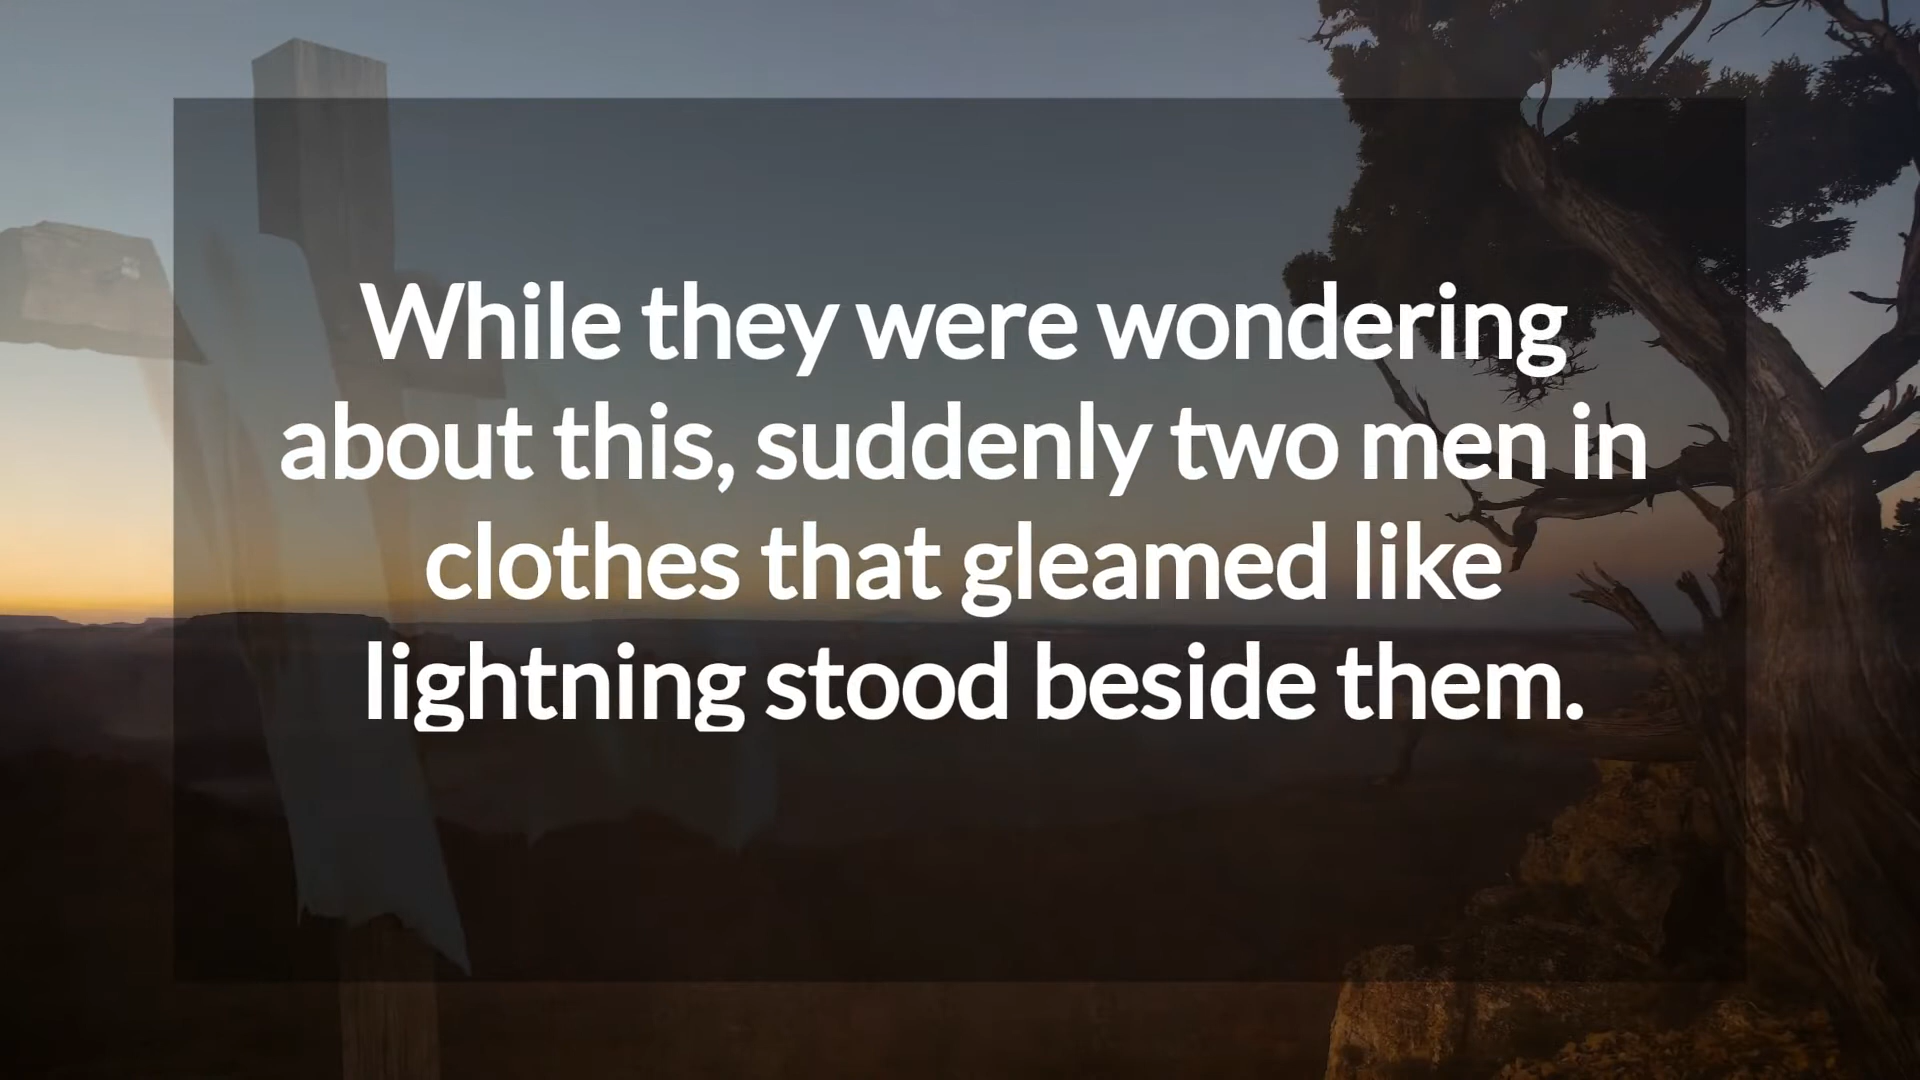 While they were wondering
about this, suddenly two men in
clothes that gleamed like
lightning stood beside them.